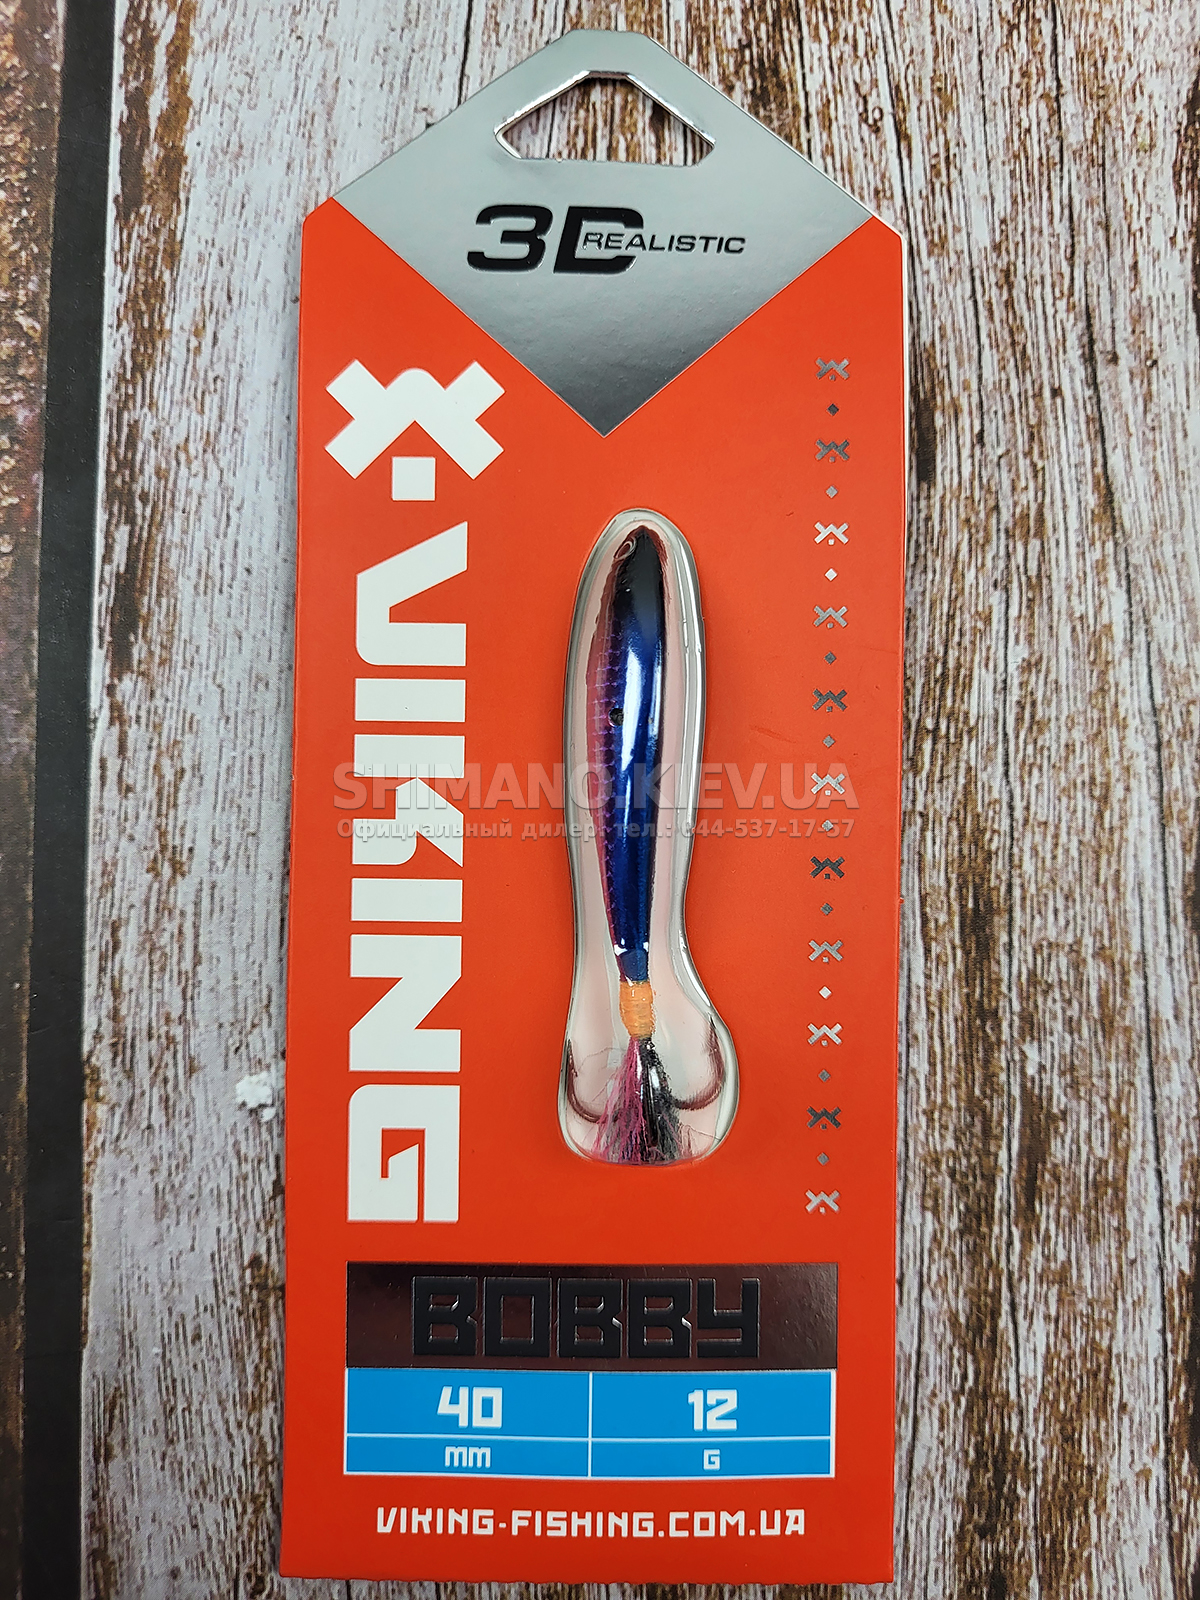 3D REALISTIC
VIKING
SHIMANO.KIEV.UA
Официальный дилер. тел.: 044-537-17-57
BOBBY
40 12
mm G
VIKING-FISHING.COM.UA